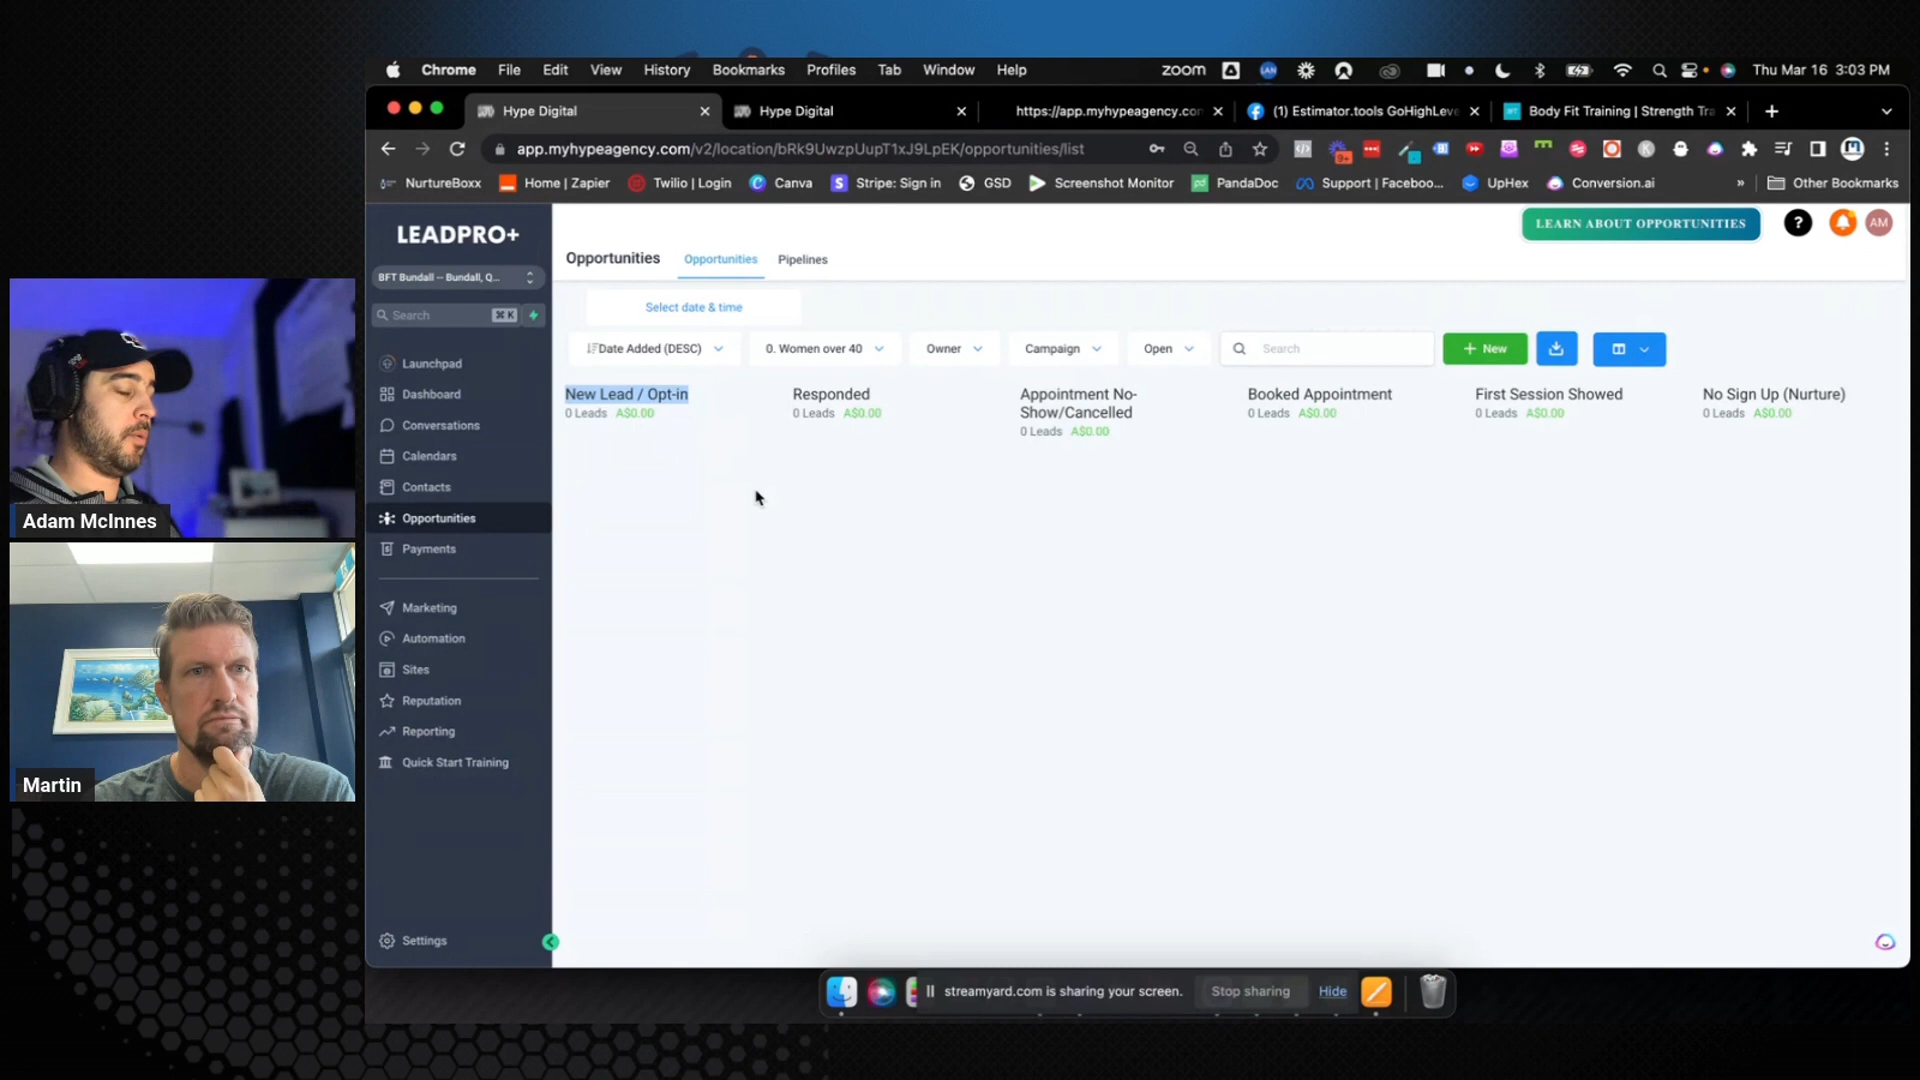 Chrome File Edit View History Bookmarks Profiles Tab Window Help zoom LAN Thu Mar 16 3:03 PM
Hype Digital Hype Digital https://app.myhypeagency.con (1) Estimator.tools GoHighLeve Body Fit Training | Strength Tra
app.myhypeagency.com/v2/location/bRk9UwzpUupT1xJ9LpEK/opportunities/list 9+
NurtureBoxx Home | Zapier Twilio | Login Canva Stripe: Sign in GSD Screenshot Monitor PandaDoc Support | Faceboo... UpHex Conversion.ai » Other Bookmarks
LEADPRO+
BFT Bundall -- Bundall, Q...
Search ⌘ K
Launchpad
Dashboard
Conversations
Calendars
Contacts
Opportunities
Payments
Marketing
Automation
Sites
Reputation
Reporting
Quick Start Training
Settings
LEARN ABOUT OPPORTUNITIES ? AM
Opportunities Opportunities Pipelines
Select date & time
Date Added (DESC) 0. Women over 40 Owner Campaign Open Search + New
New Lead / Opt-in
0 Leads A$0.00
Responded
0 Leads A$0.00
Appointment No-
Show/Cancelled
0 Leads A$0.00
Booked Appointment
0 Leads A$0.00
First Session Showed
0 Leads A$0.00
No Sign Up (Nurture)
0 Leads A$0.00
Adam McInnes
Martin
streamyard.com is sharing your screen. Stop sharing Hide